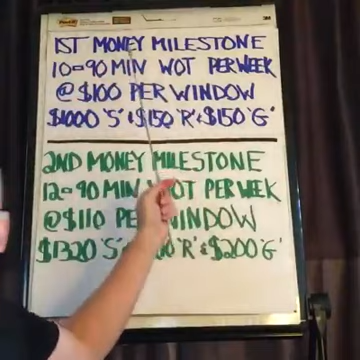 1ST MONEY MILESTONE
10=90 MIN WOT PER WEEK
@ $100 PER WINDOW
$1000 'S' & $150 'R' & $150 'G'
2ND MONEY MILESTONE
12=90 MIN WOT PER WEEK
@ $110 PER WINDOW
$1320 'S' 'R' & $200 'G'